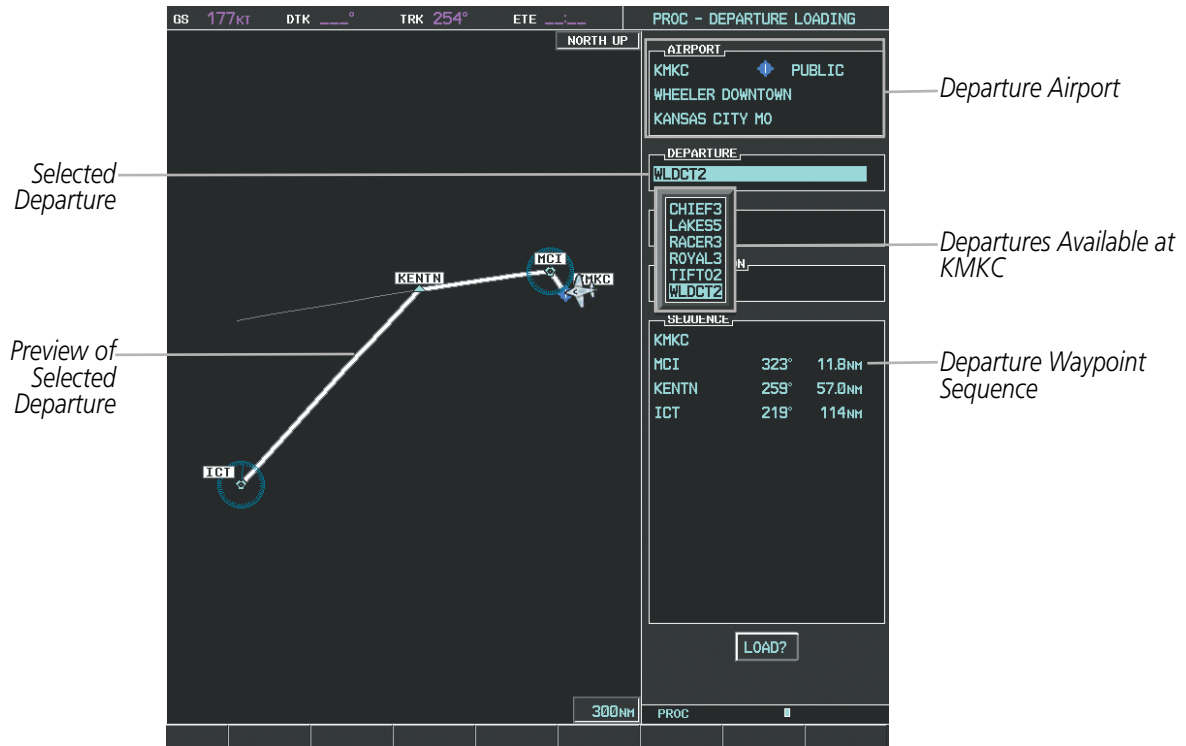 GS 177KT DTK ___° TRK 254° ETE __:__ PROC - DEPARTURE LOADING
NORTH UP
AIRPORT
KMKC PUBLIC
WHEELER DOWNTOWN
KANSAS CITY MO
Departure Airport
DEPARTURE
WLDCT2
Selected
Departure
CHIEF3
LAKES5
RACER3
ROYAL3
TIFTO2
WLDCT2
N
Departures Available at
KMKC
MCI
KENTN
KMKC
ICT
Preview of
Selected
Departure
SEQUENCE
KMKC
MCI 323° 11.8NM
KENTN 259° 57.0NM
ICT 219° 114NM
Departure Waypoint
Sequence
LOAD?
300NM
PROC